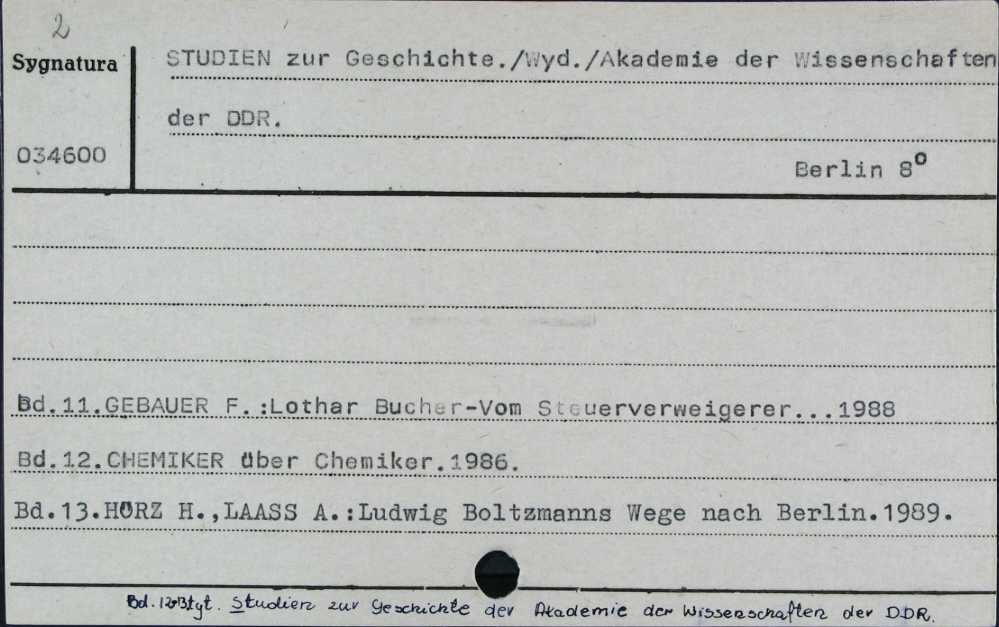 2
Sygnatura
STUDIEN zur Geschichte./Wyd./Akademie der Wissenschaften
der DDR.
034600
Berlin 8°
Bd.11.GEBAUER F.:Lothar Bucher-Vom Steuerverweigerer...1988
Bd.12.CHEMIKER über Chemiker.1986.
Bd.13.HÖRZ H.,LAASS A.:Ludwig Boltzmanns Wege nach Berlin.1989.
Bd. 12 tyt. Studien zur Geschichte der Akademie der Wissenschaften der DDR.